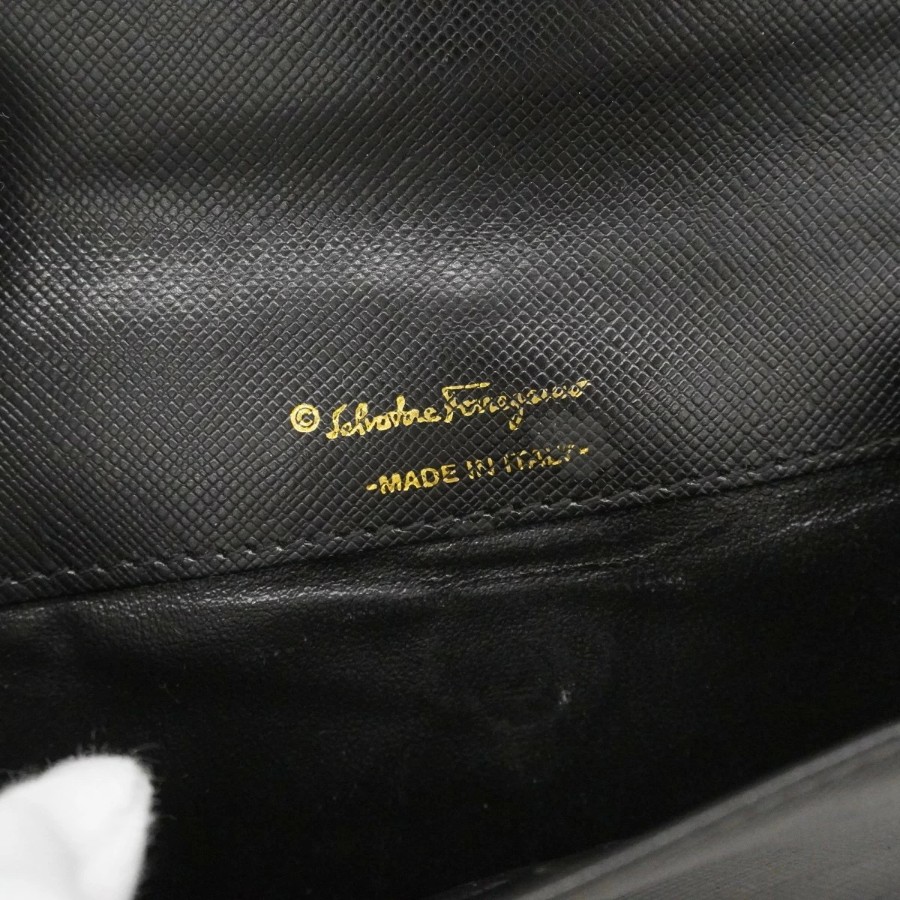 © Salvatore Ferragamo
-MADE IN ITALY-